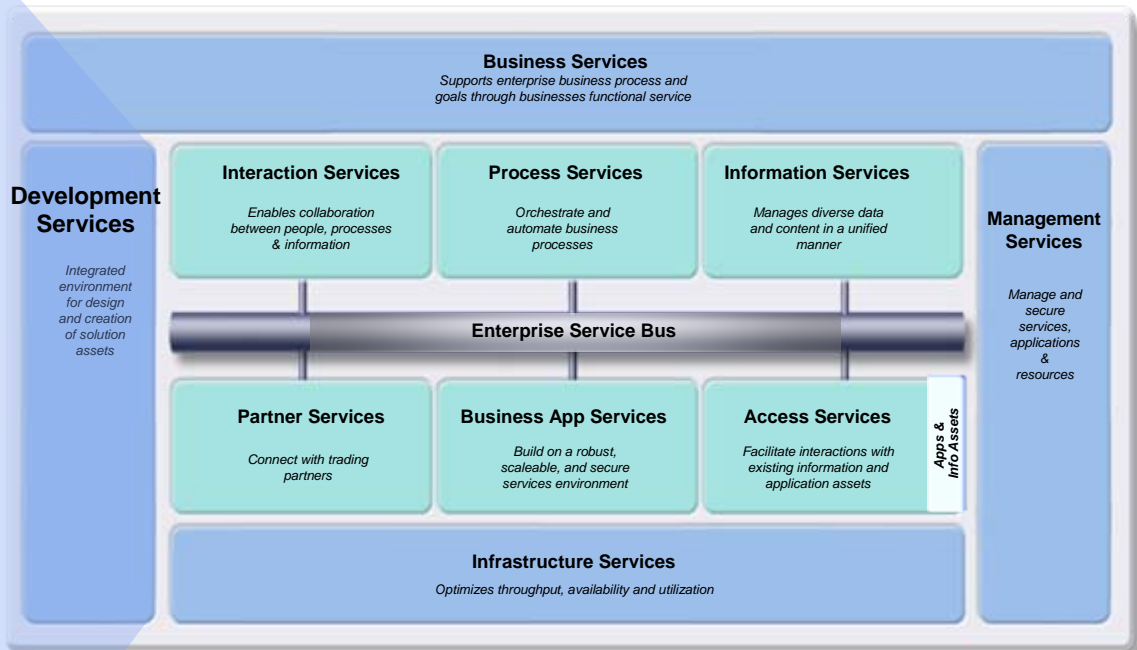 Business Services
Supports enterprise business process and
goals through businesses functional service
Development
Services
Integrated
environment
for design
and creation
of solution
assets
Interaction Services
Enables collaboration
between people, processes
& information
Process Services
Orchestrate and
automate business
processes
Information Services
Manages diverse data
and content in a unified
manner
Management
Services
Manage and
secure
services,
applications
&
resources
Enterprise Service Bus
Partner Services
Connect with trading
partners
Business App Services
Build on a robust,
scaleable, and secure
services environment
Access Services
Facilitate interactions with
existing information and
application assets
Apps &
Info Assets
Infrastructure Services
Optimizes throughput, availability and utilization